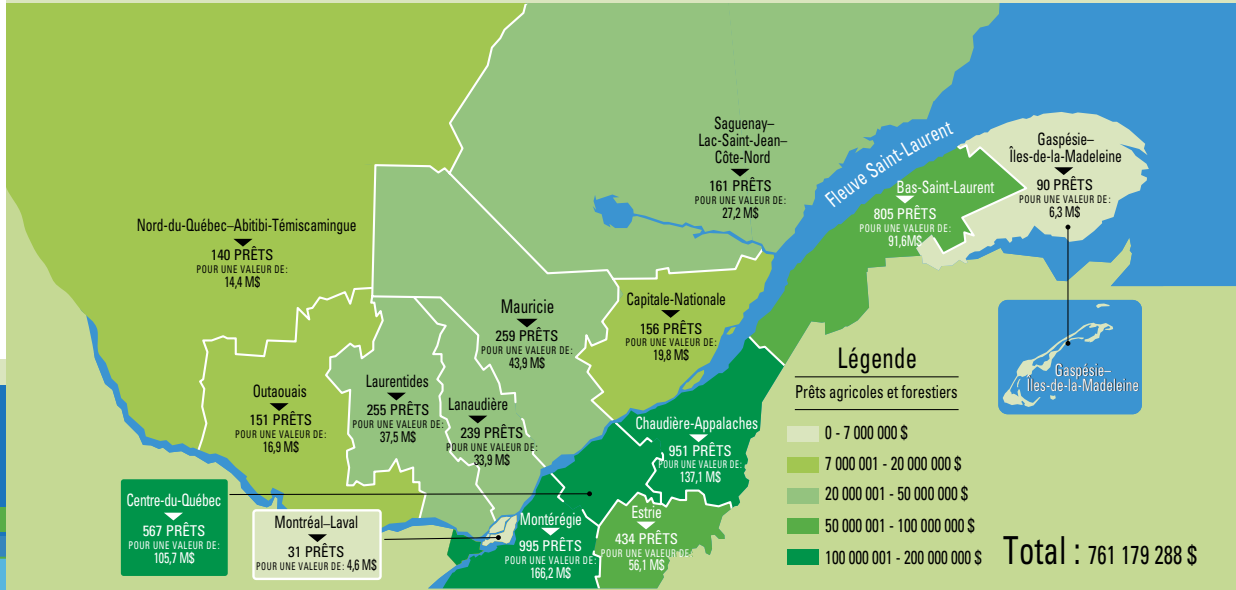 Saguenay–
Lac-Saint-Jean–
Côte-Nord
161 PRÊTS
POUR UNE VALEUR DE:
27,2 M$
Fleuve Saint-Laurent
Gaspésie–
Îles-de-la-Madeleine
90 PRÊTS
POUR UNE VALEUR DE:
6,3 M$
Bas-Saint-Laurent
805 PRÊTS
POUR UNE VALEUR DE:
91,6M$
Nord-du-Québec–Abitibi-Témiscamingue
140 PRÊTS
POUR UNE VALEUR DE:
14,4 M$
Mauricie
259 PRÊTS
POUR UNE VALEUR DE:
43,9 M$
Capitale-Nationale
156 PRÊTS
POUR UNE VALEUR DE:
19,8 M$
Outaouais
151 PRÊTS
POUR UNE VALEUR DE:
16,9 M$
Laurentides
255 PRÊTS
POUR UNE VALEUR DE:
37,5 M$
Lanaudière
239 PRÊTS
POUR UNE VALEUR DE:
33,9 M$
Gaspésie–
Îles-de-la-Madeleine
Chaudière-Appalaches
951 PRÊTS
POUR UNE VALEUR DE:
137,1 M$
Centre-du-Québec
567 PRÊTS
POUR UNE VALEUR DE:
105,7 M$
Montréal–Laval
31 PRÊTS
POUR UNE VALEUR DE: 4,6 M$
Montérégie
995 PRÊTS
POUR UNE VALEUR DE:
166,2 M$
Estrie
434 PRÊTS
POUR UNE VALEUR DE:
56,1 M$
Légende
Prêts agricoles et forestiers
0 - 7 000 000 $
7 000 001 - 20 000 000 $
20 000 001 - 50 000 000 $
50 000 001 - 100 000 000 $
100 000 001 - 200 000 000 $
Total : 761 179 288 $